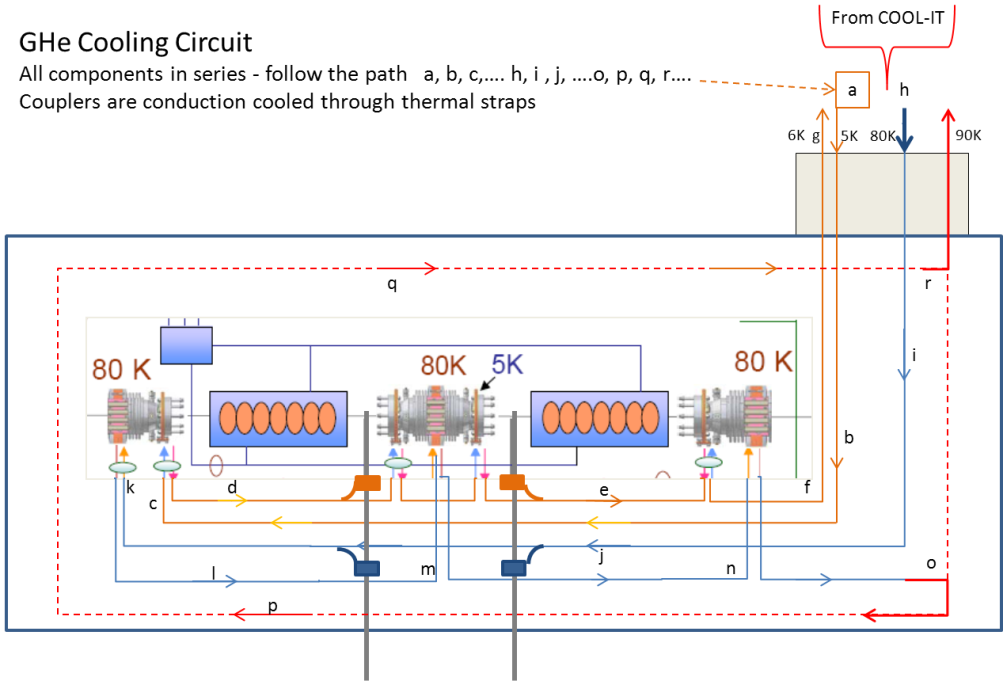 From COOL-IT
GHe Cooling Circuit
All components in series - follow the path   a, b, c,.... h, i , j, ....o, p, q, r....
Couplers are conduction cooled through thermal straps
a
h
6K g 5K 80K 90K
q
r
80 K
80K
5K
80 K
i
b
k
c
d
e
f
j
l
m
n
o
p